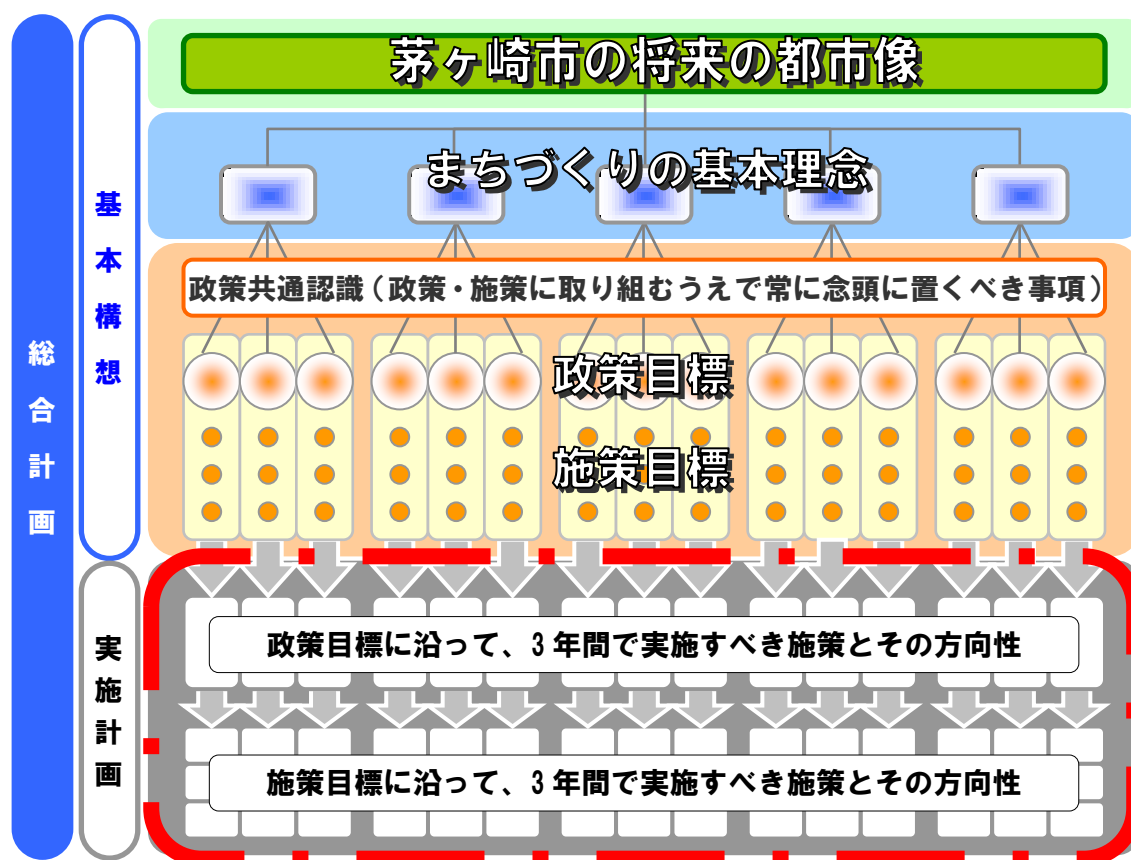 総合計画
基本構想
茅ヶ崎市の将来の都市像
まちづくりの基本理念
政策共通認識（政策・施策に取り組むうえで常に念頭に置くべき事項）
政策目標
施策目標
実施計画
政策目標に沿って、3年間で実施すべき施策とその方向性
施策目標に沿って、3年間で実施すべき施策とその方向性